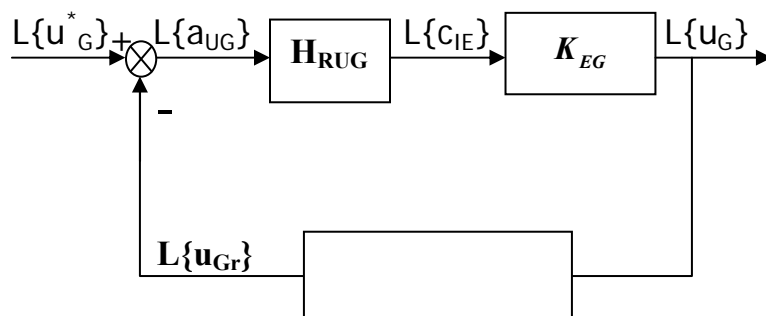 L{u*G}
+
L{aUG}
HRUG
L{cIE}
KEG
L{uG}
-
L{uGr}